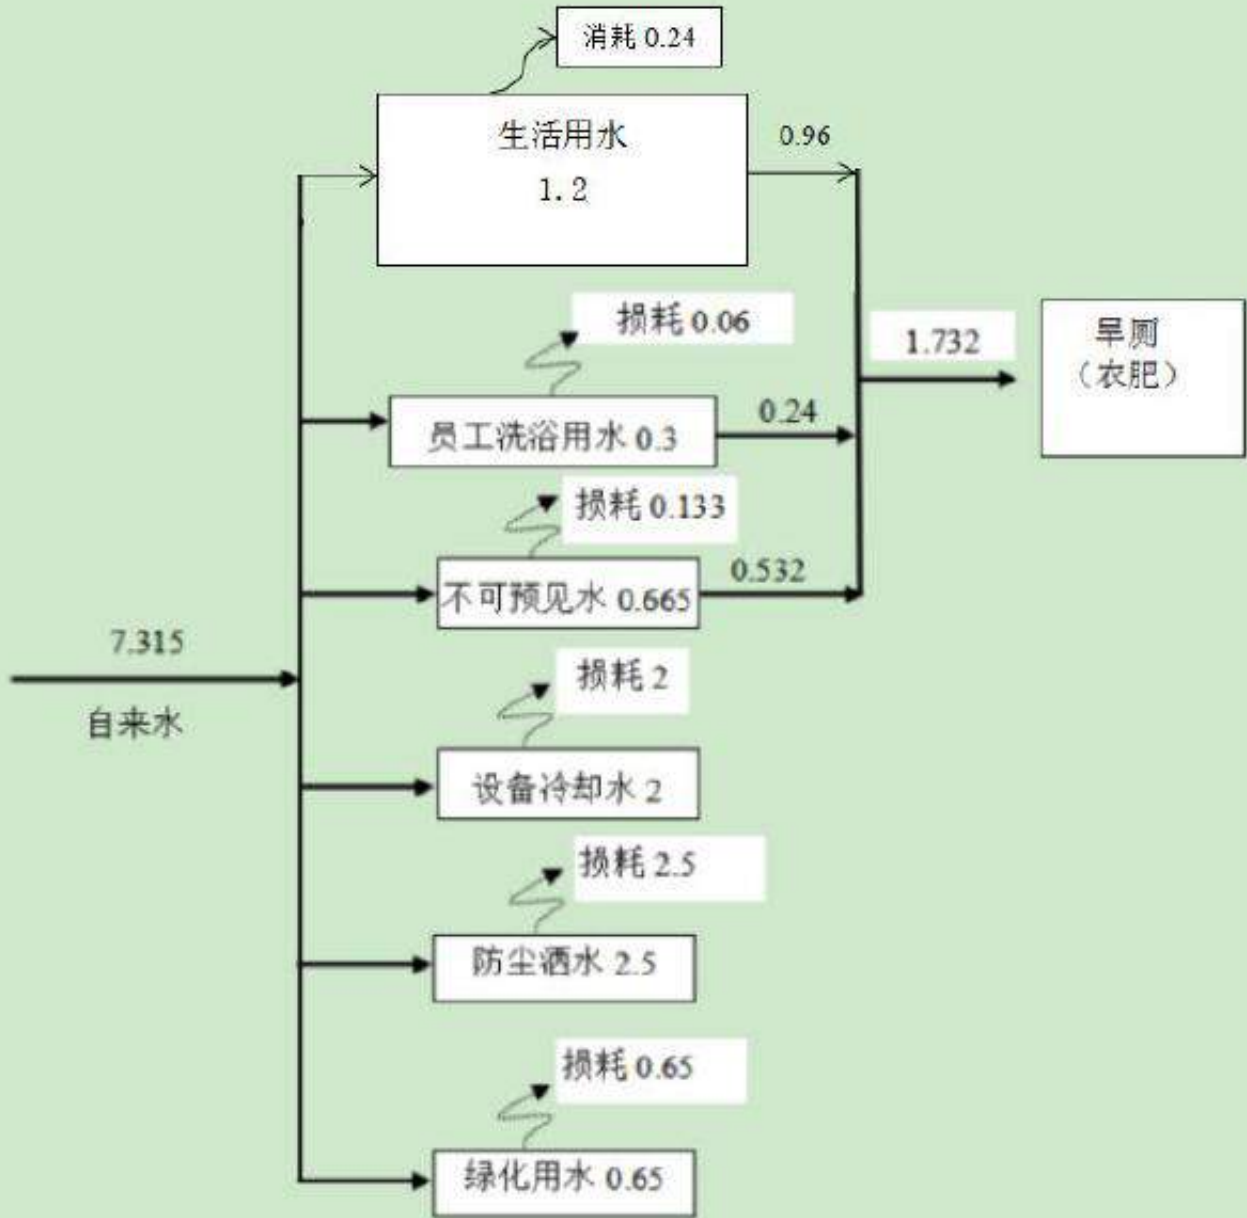 消耗 0.24
生活用水
1.2
0.96
损耗 0.06
员工洗浴用水 0.3
0.24
1.732
旱厕
（农肥）
损耗 0.133
不可预见水 0.665
0.532
7.315
自来水
损耗 2
设备冷却水 2
损耗 2.5
防尘洒水 2.5
损耗 0.65
绿化用水 0.65